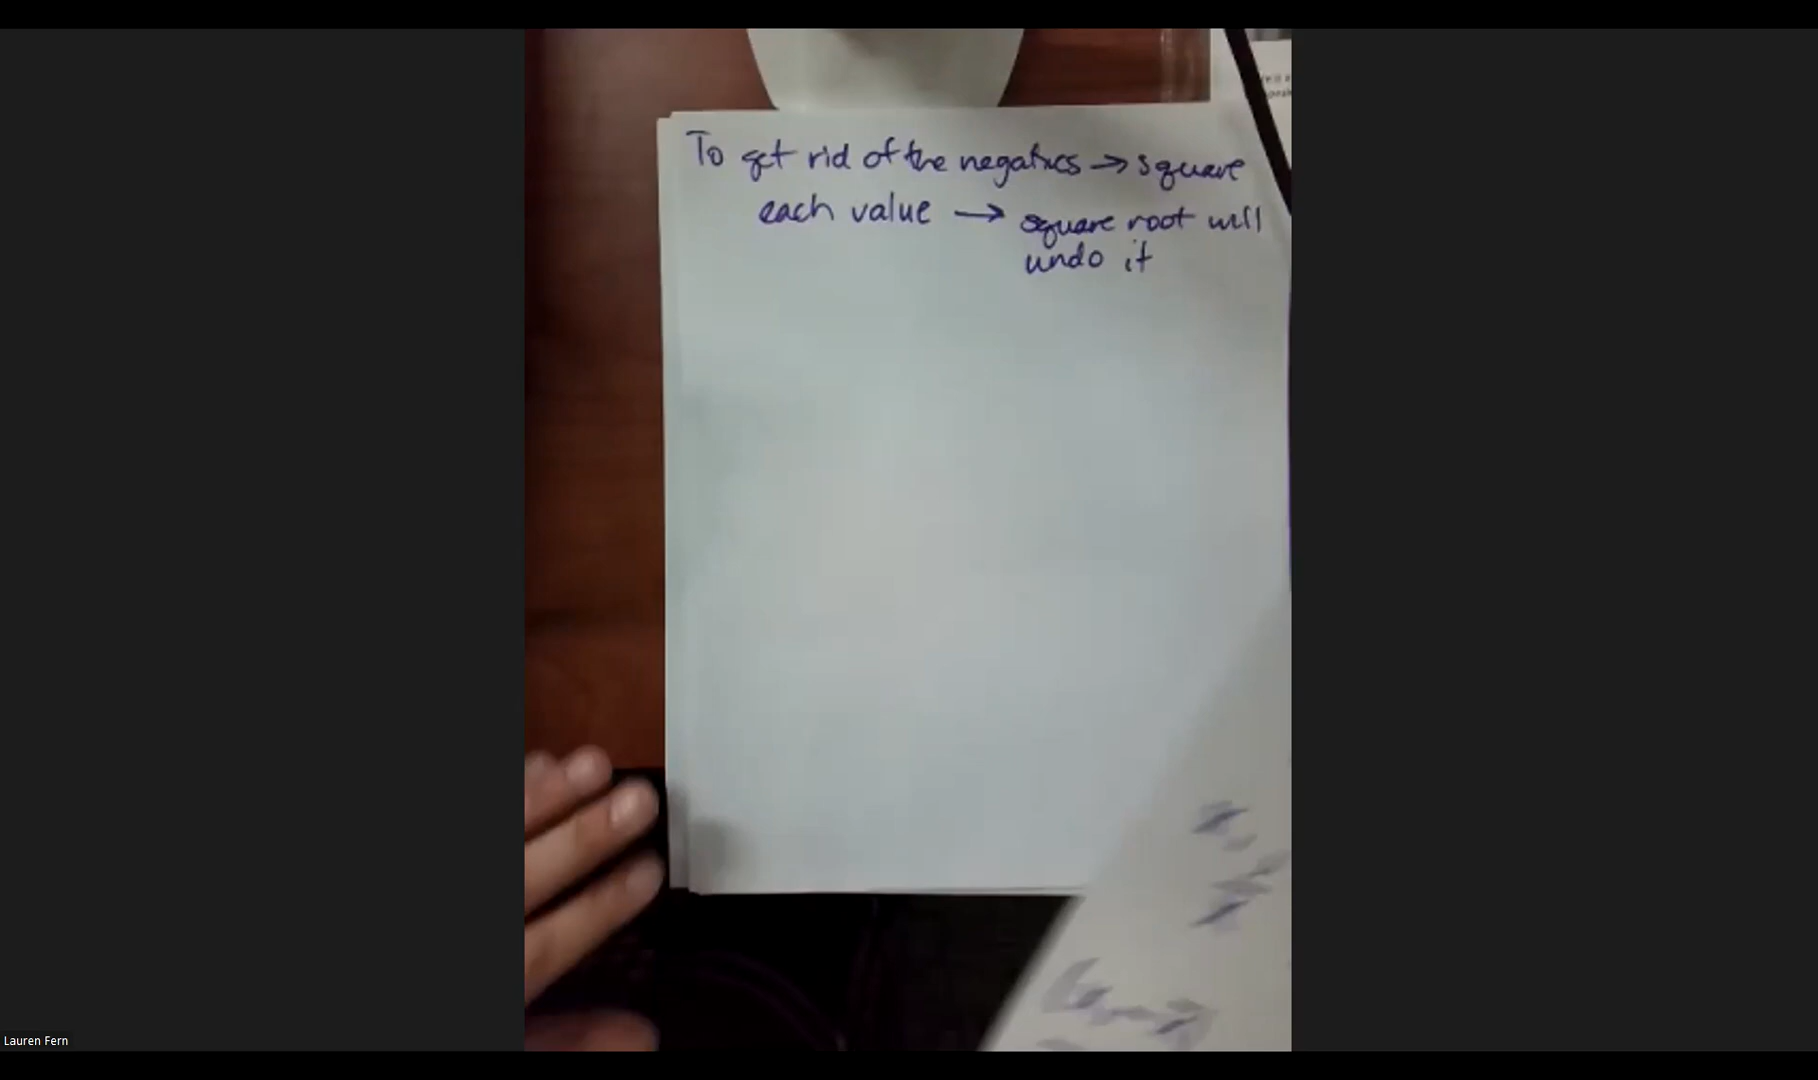 To get rid of the negatives → square
each value → square root will
undo it
Lauren Fern